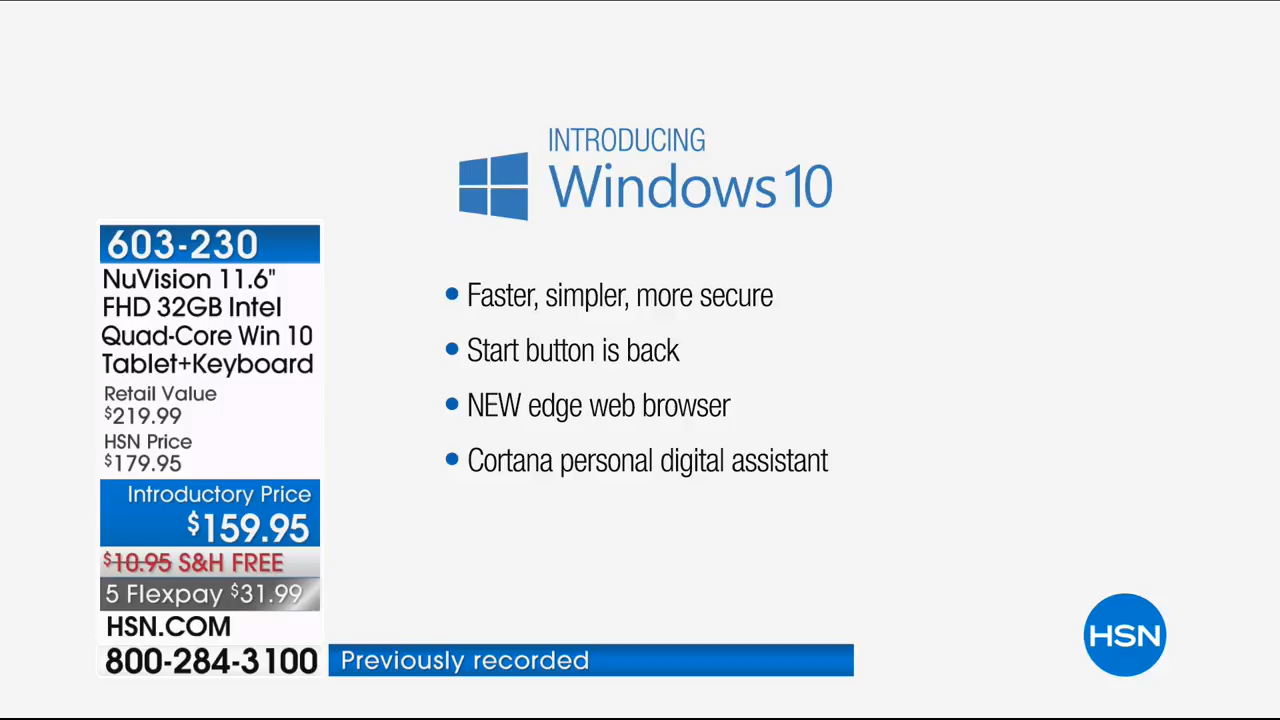 INTRODUCING
Windows 10
603-230
NuVision 11.6"
FHD 32GB Intel
Quad-Core Win 10
Tablet+Keyboard
Retail Value
$219.99
HSN Price
$179.95
Introductory Price
$159.95
$10.95 S&H FREE
5 Flexpay $31.99
HSN.COM
800-284-3100
• Faster, simpler, more secure
• Start button is back
• NEW edge web browser
• Cortana personal digital assistant
Previously recorded
HSN